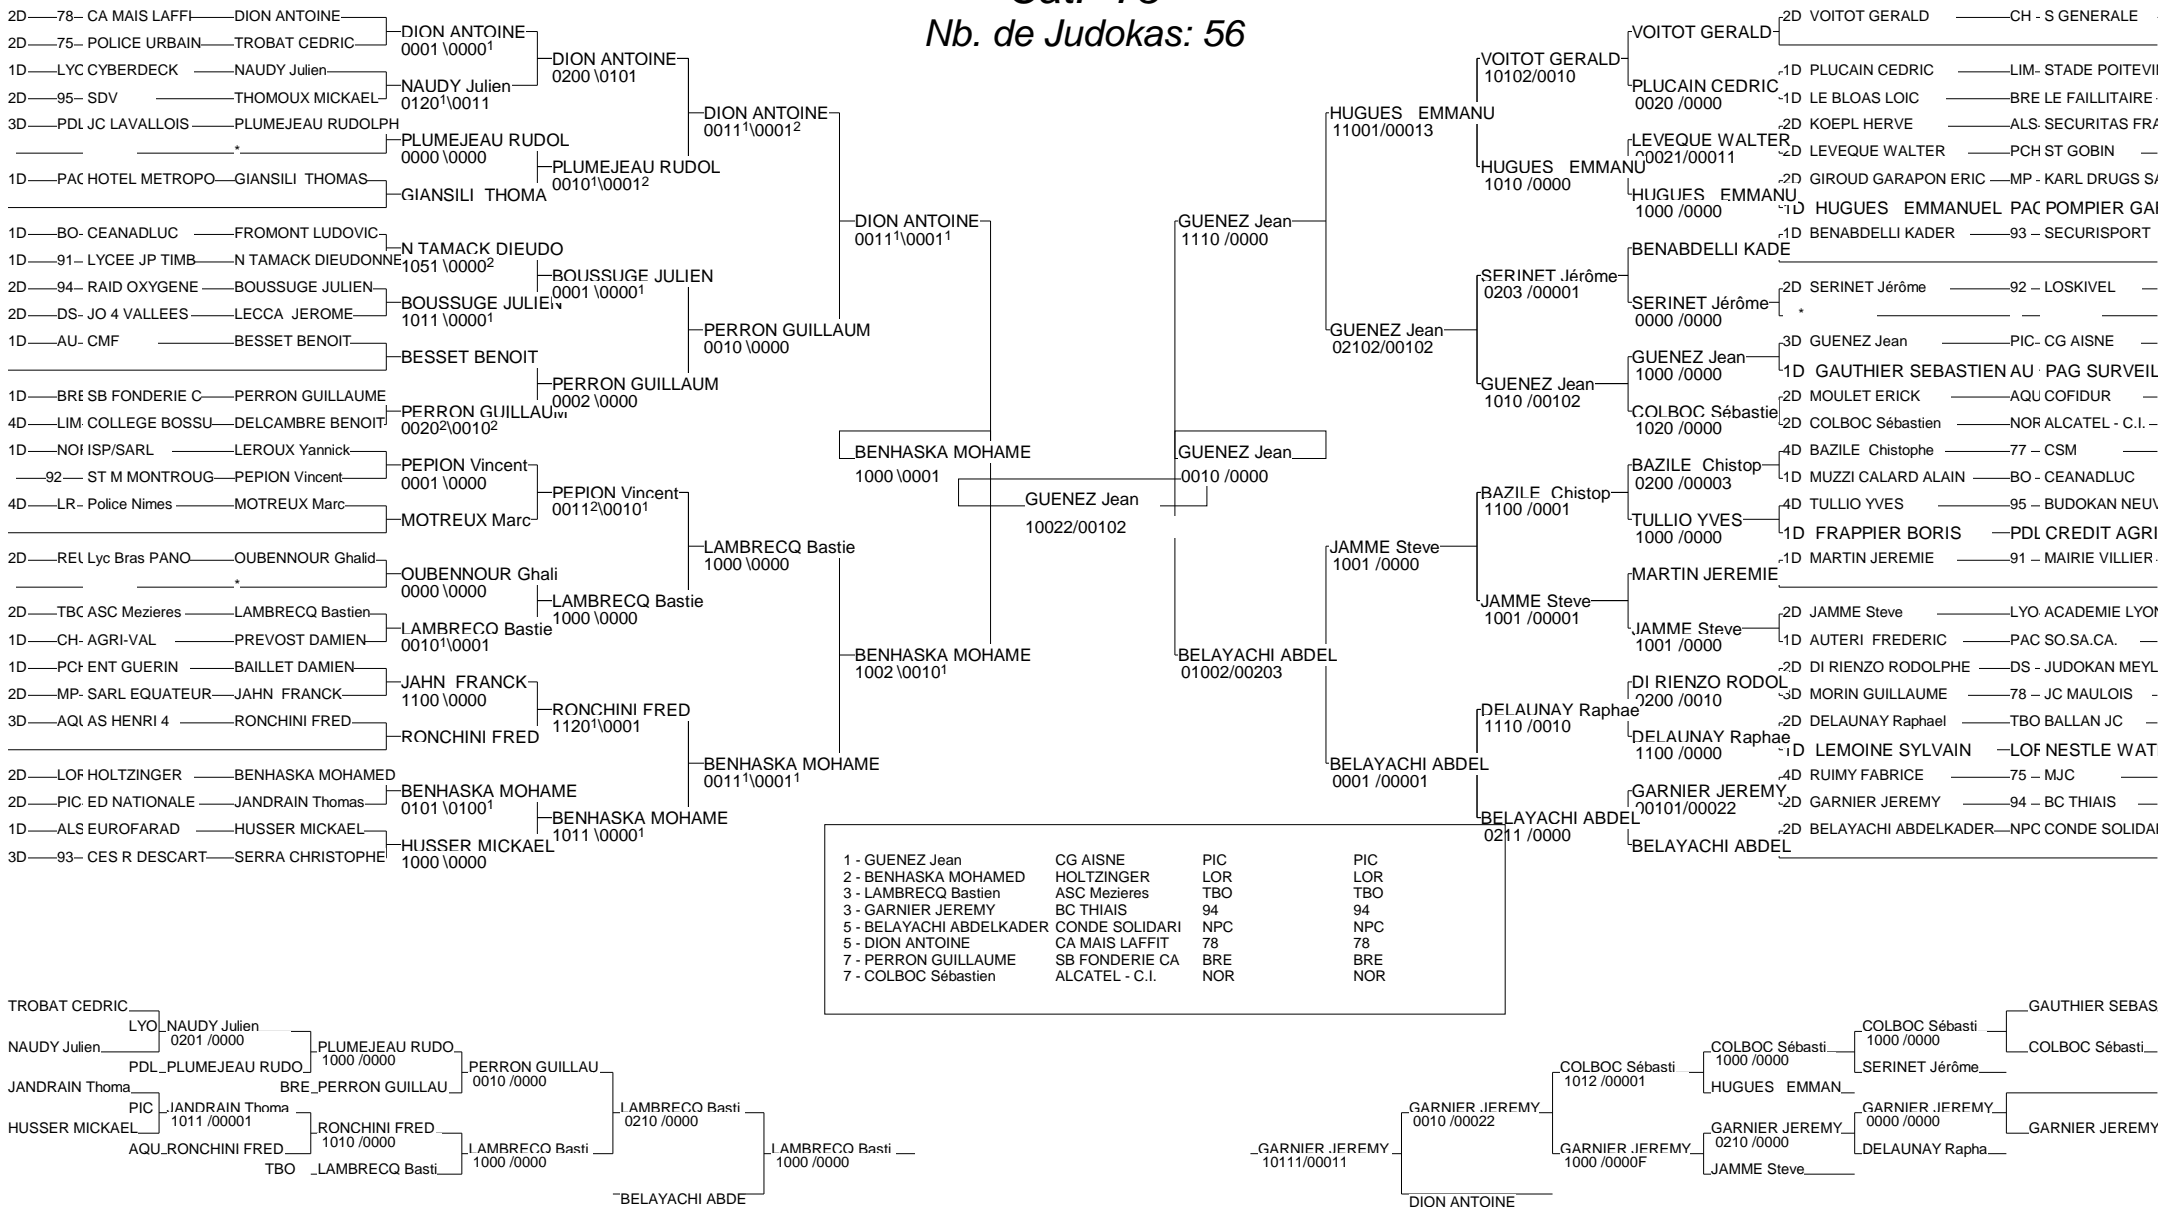 Nb. de Judokas: 56
2D 78 CA MAIS LAFFI DION ANTOINE
2D 75 POLICE URBAIN TROBAT CEDRIC
1D LYC CYBERDECK NAUDY Julien
2D 95 SDV THOMOUX MICKAEL
3D PDL JC LAVALLOIS PLUMEJEAU RUDOLPH
*
1D PAC HOTEL METROPO GIANSILI THOMAS
1D BO CEANADLUC FROMONT LUDOVIC
1D 91 LYCEE JP TIMB N TAMACK DIEUDONNE
2D 94 RAID OXYGENE BOUSSUGE JULIEN
2D DS JO 4 VALLEES LECCA JEROME
1D AU CMF BESSET BENOIT
1D BRE SB FONDERIE C PERRON GUILLAUME
4D LIM COLLEGE BOSSU DELCAMBRE BENOIT
1D NOR ISP/SARL LEROUX Yannick
92 ST M MONTROUG PEPION Vincent
4D LR Police Nimes MOTREUX Marc
2D REU Lyc Bras PANO OUBENNOUR Ghalid
*
2D TBO ASC Mezieres LAMBRECQ Bastien
1D CH AGRI-VAL PREVOST DAMIEN
1D PCH ENT GUERIN BAILLET DAMIEN
2D MP SARL EQUATEUR JAHN FRANCK
3D AQU AS HENRI 4 RONCHINI FRED
2D LOR HOLTZINGER BENHASKA MOHAMED
2D PIC ED NATIONALE JANDRAIN Thomas
1D ALS EUROFARAD HUSSER MICKAEL
3D 93 CES R DESCART SERRA CHRISTOPHE
DION ANTOINE
0001 \0000¹
NAUDY Julien
0120¹\0011
PLUMEJEAU RUDOL
0000 \0000
GIANSILI THOMA
N TAMACK DIEUDO
1051 \0000²
BOUSSUGE JULIEN
1011 \0000¹
BESSET BENOIT
PERRON GUILLAUM
0020²\0010²
PEPION Vincent
0001 \0000
MOTREUX Marc
OUBENNOUR Ghali
0000 \0000
LAMBRECQ Bastie
0010¹\0001
JAHN FRANCK
1100 \0000
RONCHINI FRED
BENHASKA MOHAME
0101 \0100¹
HUSSER MICKAEL
1000 \0000
DION ANTOINE
0200 \0101
PLUMEJEAU RUDOL
0010¹\0001²
BOUSSUGE JULIEN
0001 \0000¹
PERRON GUILLAUM
0002 \0000
PEPION Vincent
0011²\0010¹
LAMBRECQ Bastie
1000 \0000
RONCHINI FRED
1120¹\0001
BENHASKA MOHAME
1011 \0000¹
DION ANTOINE
0011¹\0001²
PERRON GUILLAUM
0010 \0000
LAMBRECQ Bastie
1000 \0000
BENHASKA MOHAME
0011¹\0001¹
DION ANTOINE
0011¹\0001¹
BENHASKA MOHAME
1002 \0010¹
BENHASKA MOHAME
1000 \0001
GUENEZ Jean
10022/00102
GUENEZ Jean
0010 /0000
GUENEZ Jean
1110 /0000
BELAYACHI ABDEL
01002/00203
HUGUES EMMANU
11001/00013
GUENEZ Jean
02102/00102
JAMME Steve
1001 /0000
BELAYACHI ABDEL
0001 /00001
VOITOT GERALD
10102/0010
HUGUES EMMANU
1010 /0000
SERINET Jérôme
0203 /00001
GUENEZ Jean
1010 /00102
BAZILE Chistop
1100 /0001
JAMME Steve
1001 /00001
DELAUNAY Raphae
1110 /0010
BELAYACHI ABDEL
0211 /0000
VOITOT GERALD
PLUCAIN CEDRIC
0020 /0000
LEVEQUE WALTER
00021/00011
HUGUES EMMANU
1000 /0000
BENABDELLI KADE
SERINET Jérôme
0000 /0000
GUENEZ Jean
1000 /0000
COLBOC Sébastie
1020 /0000
BAZILE Chistop
0200 /00003
TULLIO YVES
1000 /0000
MARTIN JEREMIE
JAMME Steve
1001 /0000
DI RIENZO RODOL
0200 /0010
DELAUNAY Raphae
1100 /0000
GARNIER JEREMY
00101/00022
BELAYACHI ABDEL
2D VOITOT GERALD CH - S GENERALE
1D PLUCAIN CEDRIC LIM- STADE POITEVI
1D LE BLOAS LOIC BRE LE FAILLITAIRE
2D KOEPL HERVE ALS- SECURITAS FRA
2D LEVEQUE WALTER PCH ST GOBIN
2D GIROUD GARAPON ERIC MP - KARL DRUGS SA
1D HUGUES EMMANUEL PAC POMPIER GAR
1D BENABDELLI KADER 93 SECURISPORT
2D SERINET Jérôme 92 LOSKIVEL
*
3D GUENEZ Jean PIC- CG AISNE
1D GAUTHIER SEBASTIEN AU PAG SURVEIL
2D MOULET ERICK AQU COFIDUR
2D COLBOC Sébastien NOR ALCATEL - C.I.
4D BAZILE Chistophe 77 CSM
1D MUZZI CALARD ALAIN BO - CEANADLUC
4D TULLIO YVES 95 BUDOKAN NEUV
1D FRAPPIER BORIS PDL CREDIT AGRI
1D MARTIN JEREMIE 91 MAIRIE VILLIER
2D JAMME Steve LYO ACADEMIE LYON
1D AUTERI FREDERIC PAC SO.SA.CA.
2D DI RIENZO RODOLPHE DS - JUDOKAN MEYL
3D MORIN GUILLAUME 78 JC MAULOIS
2D DELAUNAY Raphael TBO BALLAN JC
1D LEMOINE SYLVAIN LOR NESTLE WAT
4D RUIMY FABRICE 75 MJC
2D GARNIER JEREMY 94 BC THIAIS
2D BELAYACHI ABDELKADER NPC CONDE SOLIDA
1 - GUENEZ Jean CG AISNE PIC PIC
2 - BENHASKA MOHAMED HOLTZINGER LOR LOR
3 - LAMBRECQ Bastien ASC Mezieres TBO TBO
3 - GARNIER JEREMY BC THIAIS 94 94
5 - BELAYACHI ABDELKADER CONDE SOLIDARI NPC NPC
5 - DION ANTOINE CA MAIS LAFFIT 78 78
7 - PERRON GUILLAUME SB FONDERIE CA BRE BRE
7 - COLBOC Sébastien ALCATEL - C.I. NOR NOR
TROBAT CEDRIC
LYO NAUDY Julien
0201 /0000
NAUDY Julien
PDL PLUMEJEAU RUDO
JANDRAIN Thoma
PIC JANDRAIN Thoma
1011 /00001
HUSSER MICKAEL
AQU RONCHINI FRED
PLUMEJEAU RUDO
1000 /0000
BRE PERRON GUILLAU
RONCHINI FRED
1010 /0000
TBO LAMBRECQ Basti
PERRON GUILLAU
0010 /0000
LAMBRECQ Basti
1000 /0000
LAMBRECQ Basti
0210 /0000
BELAYACHI ABDE
LAMBRECQ Basti
1000 /0000
GARNIER JEREMY
10111/00011
GARNIER JEREMY
0010 /00022
DION ANTOINE
COLBOC Sébasti
1012 /00001
GARNIER JEREMY
1000 /0000F
COLBOC Sébasti
1000 /0000
HUGUES EMMAN
GARNIER JEREMY
0210 /0000
JAMME Steve
COLBOC Sébasti
1000 /0000
SERINET Jérôme
GARNIER JEREMY
0000 /0000
DELAUNAY Rapha
GAUTHIER SEBAS
COLBOC Sébasti
GARNIER JEREMY